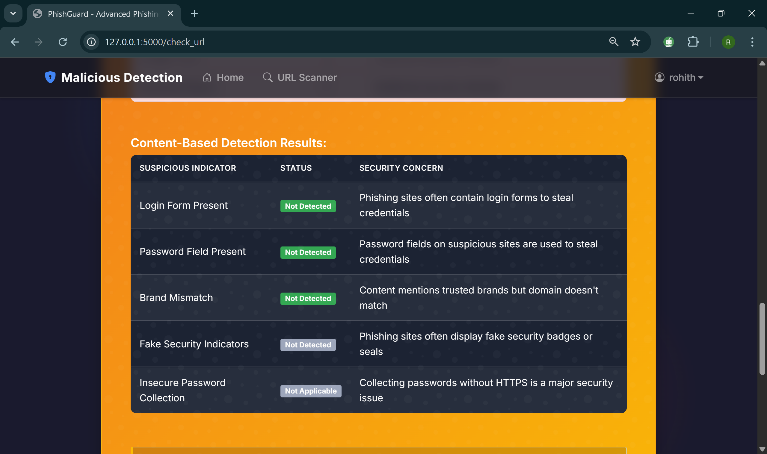 PhishGuard - Advanced Phishin
127.0.0.1:5000/check_url
R
Malicious Detection
Home
URL Scanner
rohith
Content-Based Detection Results:
SUSPICIOUS INDICATOR STATUS SECURITY CONCERN
Login Form Present Not Detected Phishing sites often contain login forms to steal
credentials
Password Field Present Not Detected Password fields on suspicious sites are used to steal
credentials
Brand Mismatch Not Detected Content mentions trusted brands but domain doesn't
match
Fake Security Indicators Not Detected Phishing sites often display fake security badges or
seals
Insecure Password
Collection Not Applicable Collecting passwords without HTTPS is a major security
issue